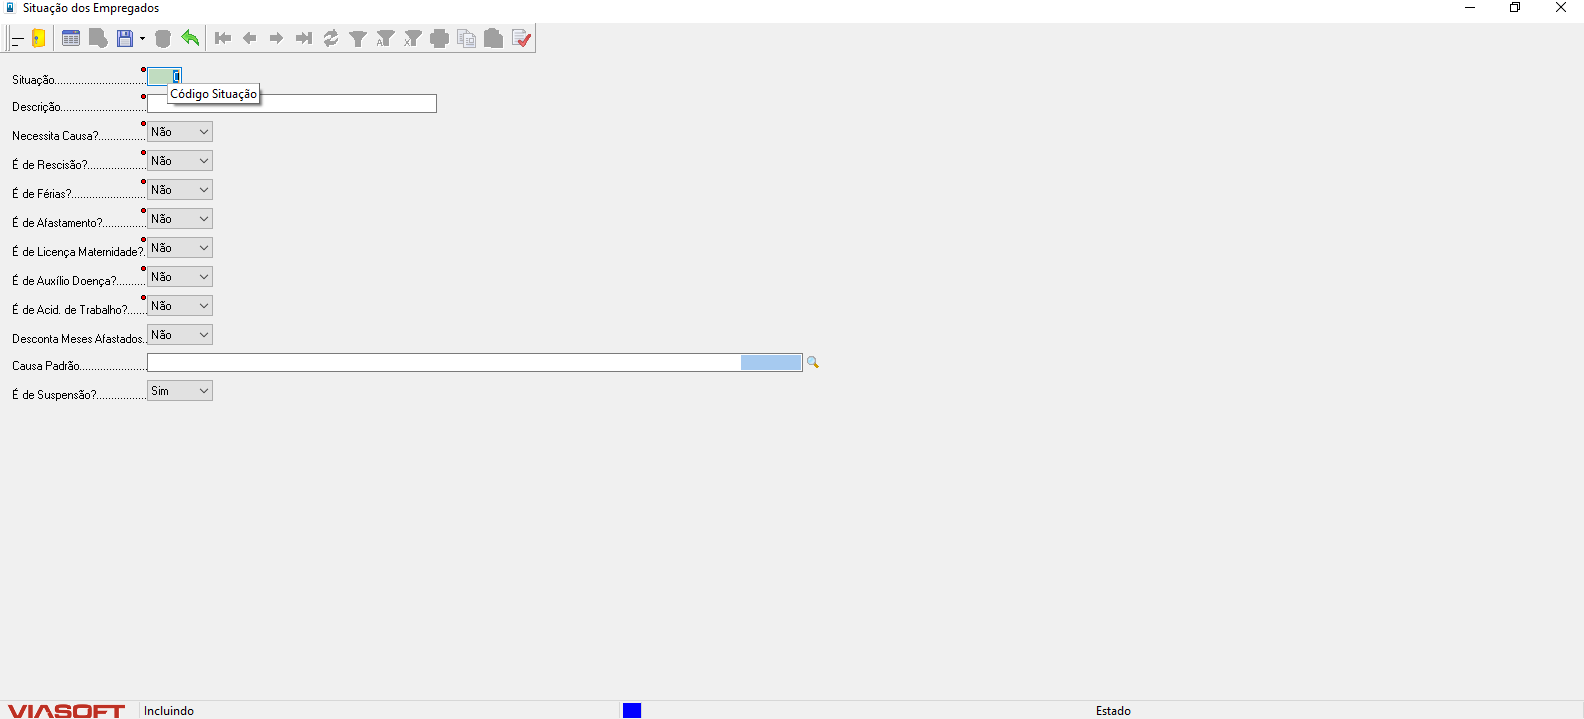 Situação dos Empregados
Situação
Código Situação
Descrição
Necessita Causa? Não
É de Rescisão? Não
É de Férias? Não
É de Afastamento? Não
É de Licença Maternidade? Não
É de Auxílio Doença? Não
É de Acid. de Trabalho? Não
Desconta Meses Afastados Não
Causa Padrão
É de Suspensão? Sim
VIASOFT Incluindo Estado